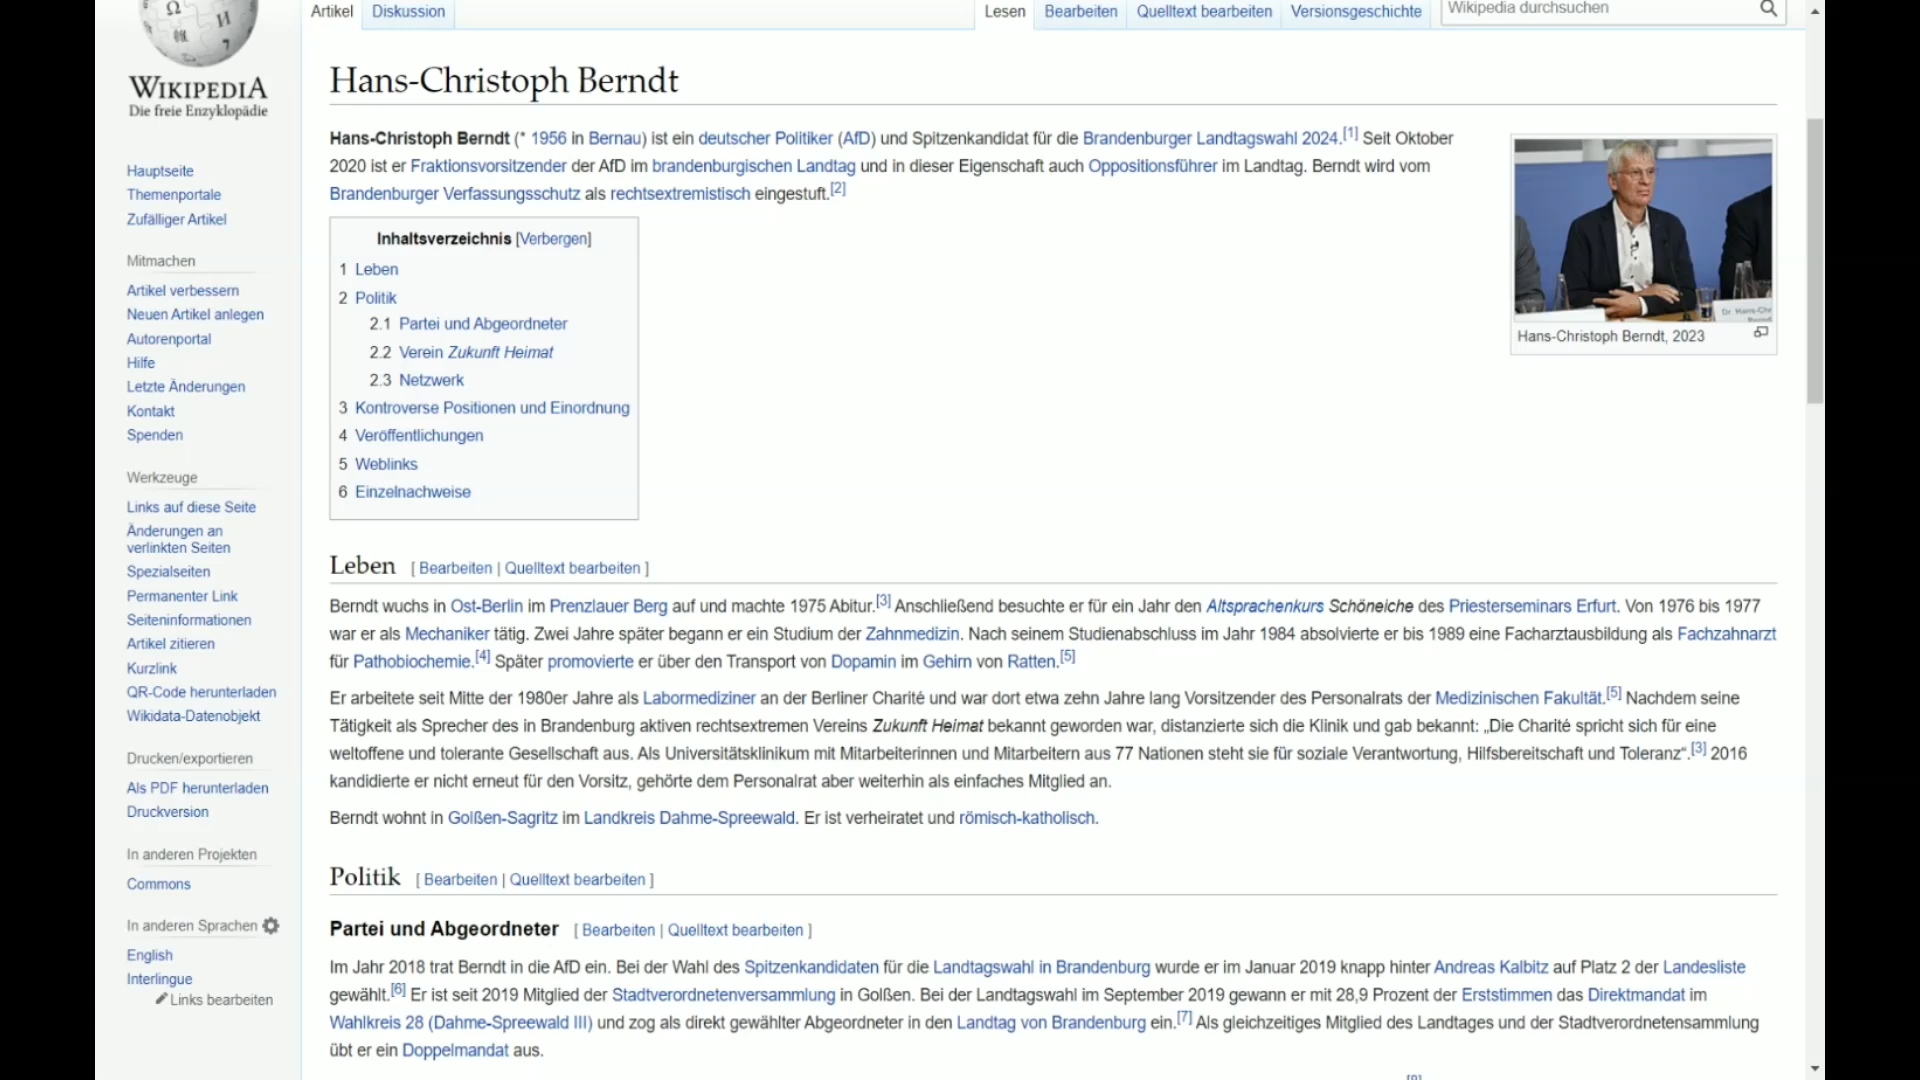 Artikel Diskussion Lesen Bearbeiten Quelltext bearbeiten Versionsgeschichte Wikipedia durchsuchen
WIKIPEDIA
Die freie Enzyklopädie
Hauptseite
Themenportale
Zufälliger Artikel
Mitmachen
Artikel verbessern
Neuen Artikel anlegen
Autorenportal
Hilfe
Letzte Änderungen
Kontakt
Spenden
Werkzeuge
Links auf diese Seite
Änderungen an
verlinkten Seiten
Spezialseiten
Permanenter Link
Seiteninformationen
Artikel zitieren
Kurzlink
QR-Code herunterladen
Wikidata-Datenobjekt
Drucken/exportieren
Als PDF herunterladen
Druckversion
In anderen Projekten
Commons
In anderen Sprachen
English
Interlingue
Links bearbeiten
Hans-Christoph Berndt
Hans-Christoph Berndt (* 1956 in Bernau) ist ein deutscher Politiker (AfD) und Spitzenkandidat für die Brandenburger Landtagswahl 2024.[1] Seit Oktober
2020 ist er Fraktionsvorsitzender der AfD im brandenburgischen Landtag und in dieser Eigenschaft auch Oppositionsführer im Landtag. Berndt wird vom
Brandenburger Verfassungsschutz als rechtsextremistisch eingestuft.[2]
Dr. Hans-Chr
Hans-Christoph Berndt, 2023
Inhaltsverzeichnis [Verbergen]
1 Leben
2 Politik
2.1 Partei und Abgeordneter
2.2 Verein Zukunft Heimat
2.3 Netzwerk
3 Kontroverse Positionen und Einordnung
4 Veröffentlichungen
5 Weblinks
6 Einzelnachweise
Leben [ Bearbeiten | Quelltext bearbeiten ]
Berndt wuchs in Ost-Berlin im Prenzlauer Berg auf und machte 1975 Abitur.[3] Anschließend besuchte er für ein Jahr den Altsprachenkurs Schöneiche des Priesterseminars Erfurt. Von 1976 bis 1977
war er als Mechaniker tätig. Zwei Jahre später begann er ein Studium der Zahnmedizin. Nach seinem Studienabschluss im Jahr 1984 absolvierte er bis 1989 eine Facharztausbildung als Fachzahnarzt
für Pathobiochemie.[4] Später promovierte er über den Transport von Dopamin im Gehirn von Ratten.[5]
Er arbeitete seit Mitte der 1980er Jahre als Labormediziner an der Berliner Charité und war dort etwa zehn Jahre lang Vorsitzender des Personalrats der Medizinischen Fakultät.[5] Nachdem seine
Tätigkeit als Sprecher des in Brandenburg aktiven rechtsextremen Vereins Zukunft Heimat bekannt geworden war, distanzierte sich die Klinik und gab bekannt: „Die Charité spricht sich für eine
weltoffene und tolerante Gesellschaft aus. Als Universitätsklinikum mit Mitarbeiterinnen und Mitarbeitern aus 77 Nationen steht sie für soziale Verantwortung, Hilfsbereitschaft und Toleranz“.[3] 2016
kandidierte er nicht erneut für den Vorsitz, gehörte dem Personalrat aber weiterhin als einfaches Mitglied an.
Berndt wohnt in Golßen-Sagritz im Landkreis Dahme-Spreewald. Er ist verheiratet und römisch-katholisch.
Politik [ Bearbeiten | Quelltext bearbeiten ]
Partei und Abgeordneter [ Bearbeiten | Quelltext bearbeiten ]
Im Jahr 2018 trat Berndt in die AfD ein. Bei der Wahl des Spitzenkandidaten für die Landtagswahl in Brandenburg wurde er im Januar 2019 knapp hinter Andreas Kalbitz auf Platz 2 der Landesliste
gewählt.[6] Er ist seit 2019 Mitglied der Stadtverordnetenversammlung in Golßen. Bei der Landtagswahl im September 2019 gewann er mit 28,9 Prozent der Erststimmen das Direktmandat im
Wahlkreis 28 (Dahme-Spreewald III) und zog als direkt gewählter Abgeordneter in den Landtag von Brandenburg ein.[7] Als gleichzeitiges Mitglied des Landtages und der Stadtverordnetensammlung
übt er ein Doppelmandat aus.